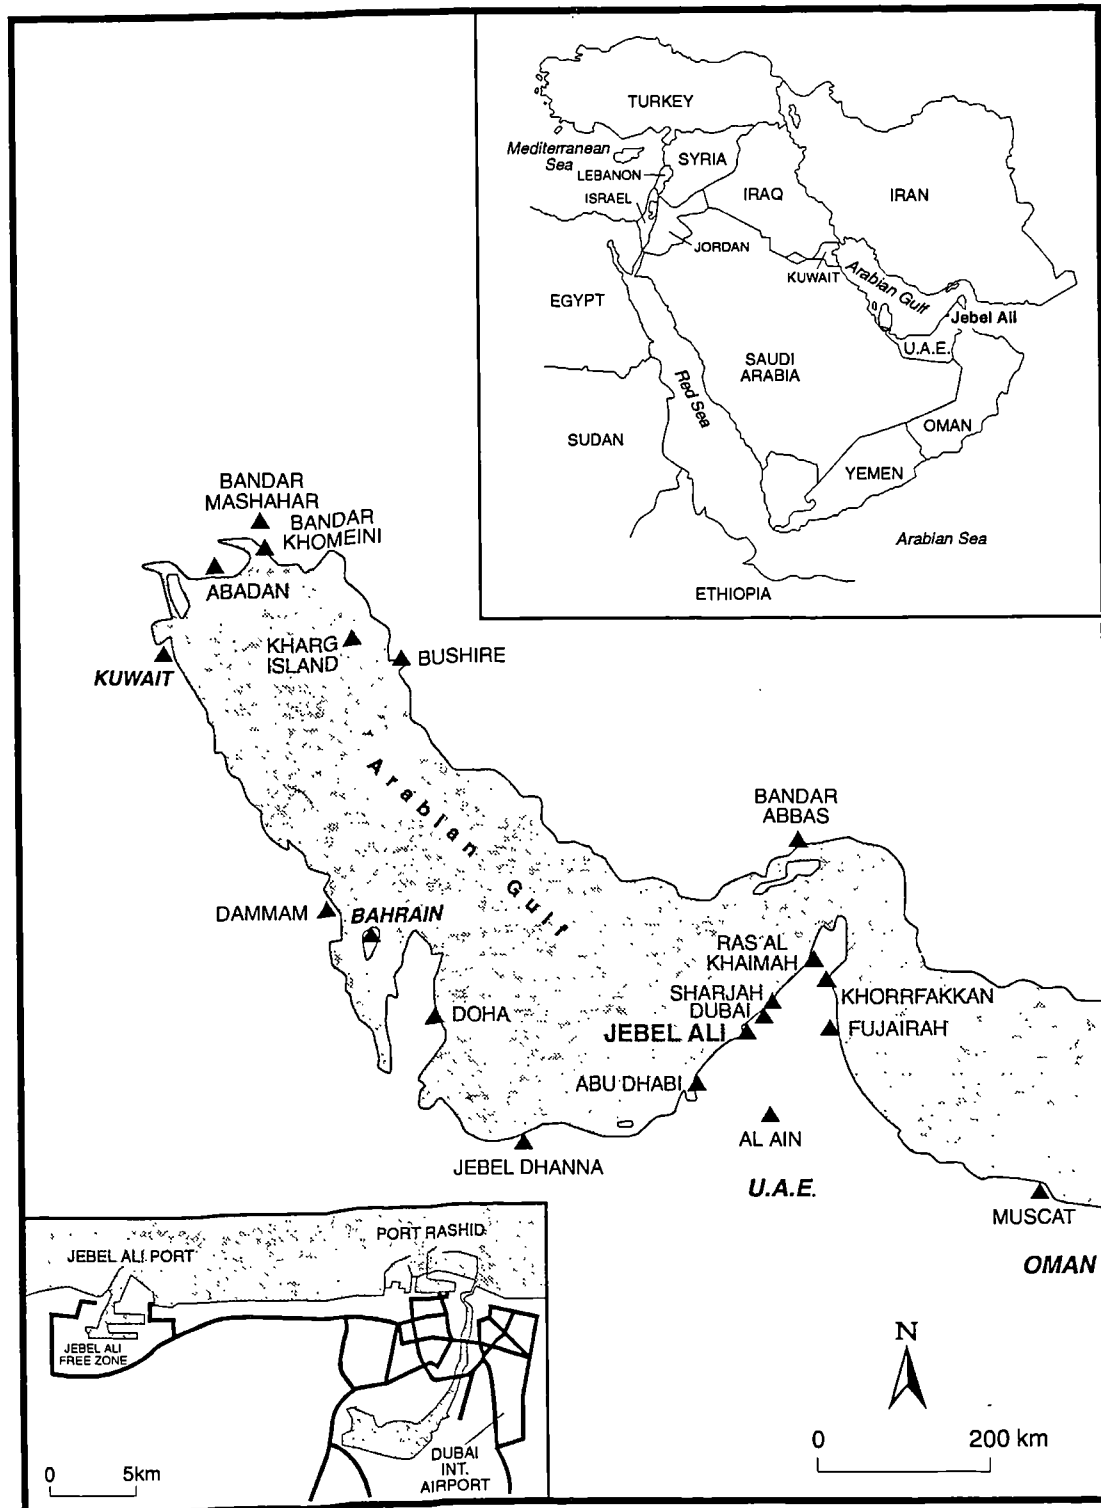 TURKEY
Mediterranean
Sea
SYRIA
LEBANON
ISRAEL
IRAQ
IRAN
JORDAN
KUWAIT
Arabian Gulf
EGYPT
Jebel Ali
U.A.E.
SAUDI
ARABIA
Red Sea
SUDAN
OMAN
YEMEN
Arabian Sea
ETHIOPIA
BANDAR
MASHAHAR
BANDAR
KHOMEINI
ABADAN
KHARG
ISLAND
BUSHIRE
KUWAIT
Arabian Gulf
BANDAR
ABBAS
DAMMAM
BAHRAIN
RAS AL
KHAIMAH
SHARJAH
DUBAI
KHORRFAKKAN
DOHA
JEBEL ALI
FUJAIRAH
ABU DHABI
AL AIN
JEBEL DHANNA
U.A.E.
MUSCAT
OMAN
PORT RASHID
JEBEL ALI PORT
JEBEL ALI
FREE ZONE
DUBAI
INT.
AIRPORT
0 5km
N
0 200 km